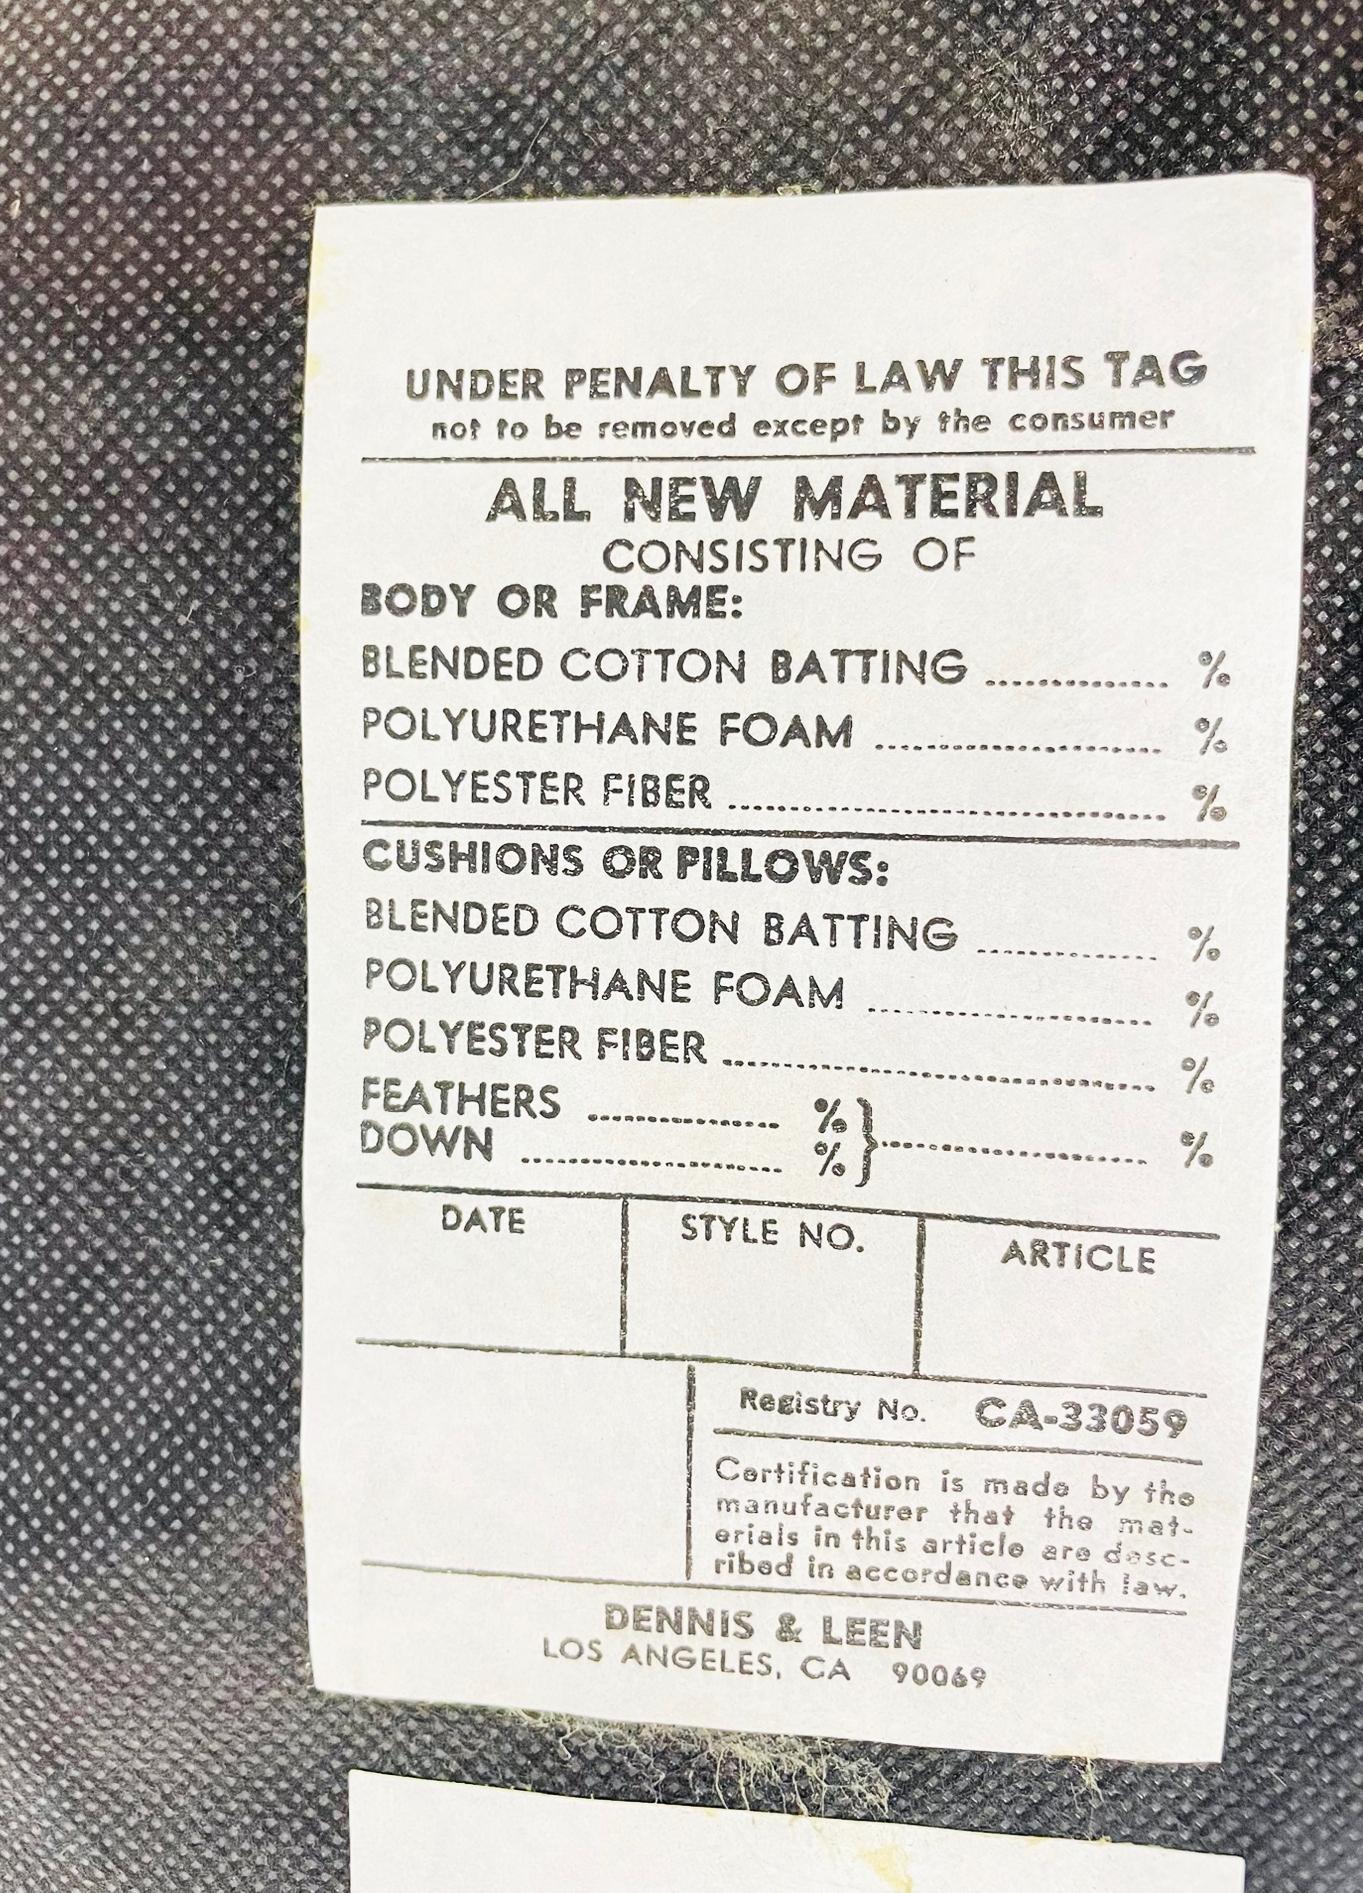 UNDER PENALTY OF LAW THIS TAG
not to be removed except by the consumer
ALL NEW MATERIAL
CONSISTING OF
BODY OR FRAME:
BLENDED COTTON BATTING .............. %
POLYURETHANE FOAM ...................... %
POLYESTER FIBER .................................. %
CUSHIONS OR PILLOWS:
BLENDED COTTON BATTING .............. %
POLYURETHANE FOAM ...................... %
POLYESTER FIBER .................................. %
FEATHERS ................ % } ..................... %
DOWN ...................... %
DATE STYLE NO. ARTICLE
Registry No. CA-33059
Certification is made by the
manufacturer that the mat-
erials in this article are desc-
ribed in accordance with law.
DENNIS & LEEN
LOS ANGELES, CA 90069